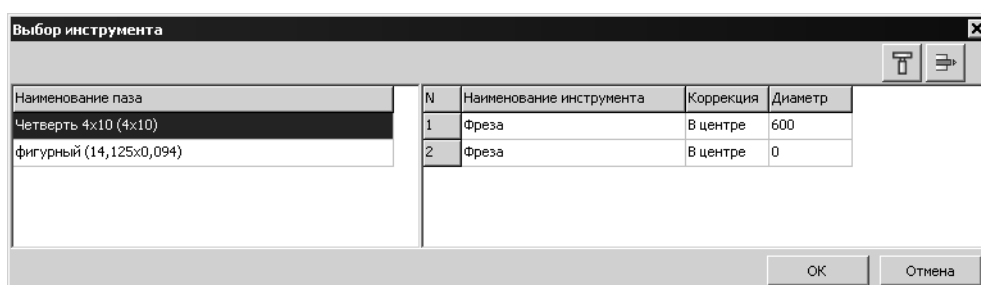 Выбор инструмента
Наименование паза
Четверть 4x10 (4x10)
фигурный (14,125x0,094)
N Наименование инструмента Коррекция Диаметр
1 Фреза В центре 600
2 Фреза В центре 0
OK Отмена